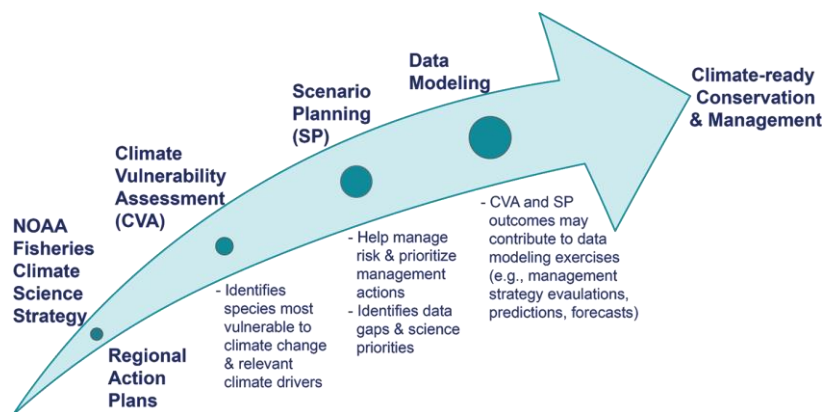 NOAA
Fisheries
Climate
Science
Strategy
Regional
Action
Plans
Climate
Vulnerability
Assessment
(CVA)
- Identifies
species most
vulnerable to
climate change
& relevant
climate drivers
Scenario
Planning
(SP)
- Help manage
risk & prioritize
management
actions
- Identifies data
gaps & science
priorities
Data
Modeling
- CVA and SP
outcomes may
contribute to data
modeling exercises
(e.g., management
strategy evaulations,
predictions, forecasts)
Climate-ready
Conservation
& Management